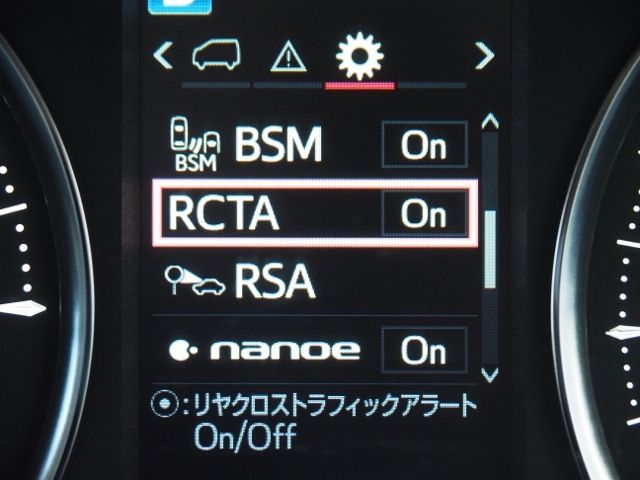 BSM
BSM On
RCTA On
RSA
nanoe On
:リヤクロストラフィックアラート
On/Off